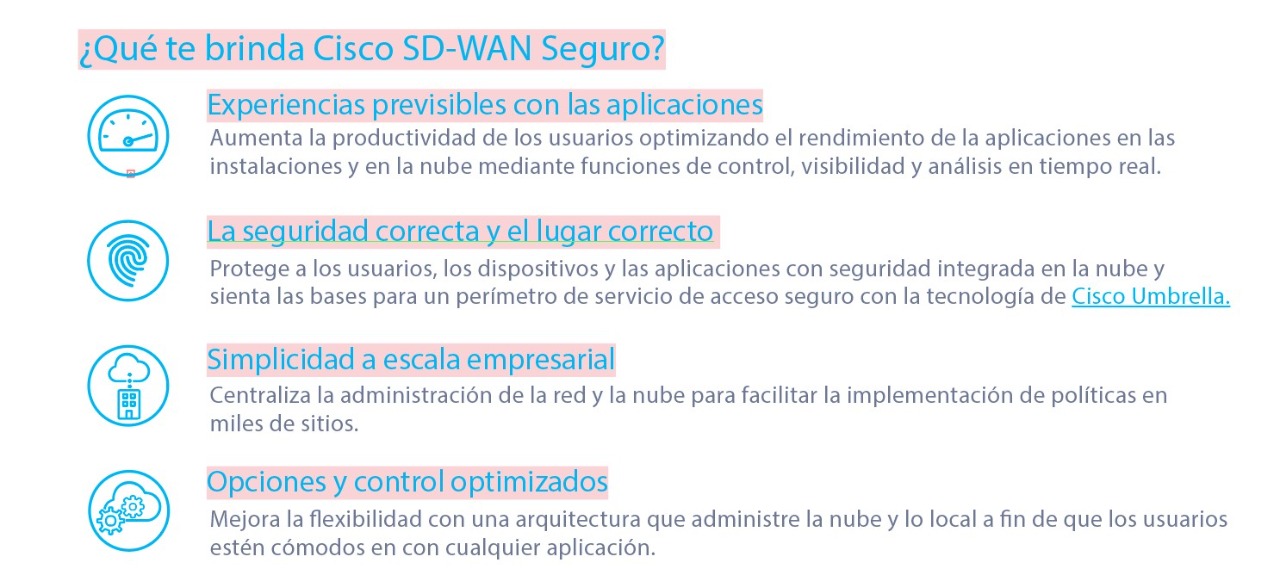 ¿Qué te brinda Cisco SD-WAN Seguro?
Experiencias previsibles con las aplicaciones
Aumenta la productividad de los usuarios optimizando el rendimiento de la aplicaciones en las
instalaciones y en la nube mediante funciones de control, visibilidad y análisis en tiempo real.
La seguridad correcta y el lugar correcto
Protege a los usuarios, los dispositivos y las aplicaciones con seguridad integrada en la nube y
sienta las bases para un perímetro de servicio de acceso seguro con la tecnología de Cisco Umbrella.
Simplicidad a escala empresarial
Centraliza la administración de la red y la nube para facilitar la implementación de políticas en
miles de sitios.
Opciones y control optimizados
Mejora la flexibilidad con una arquitectura que administre la nube y lo local a fin de que los usuarios
estén cómodos en con cualquier aplicación.